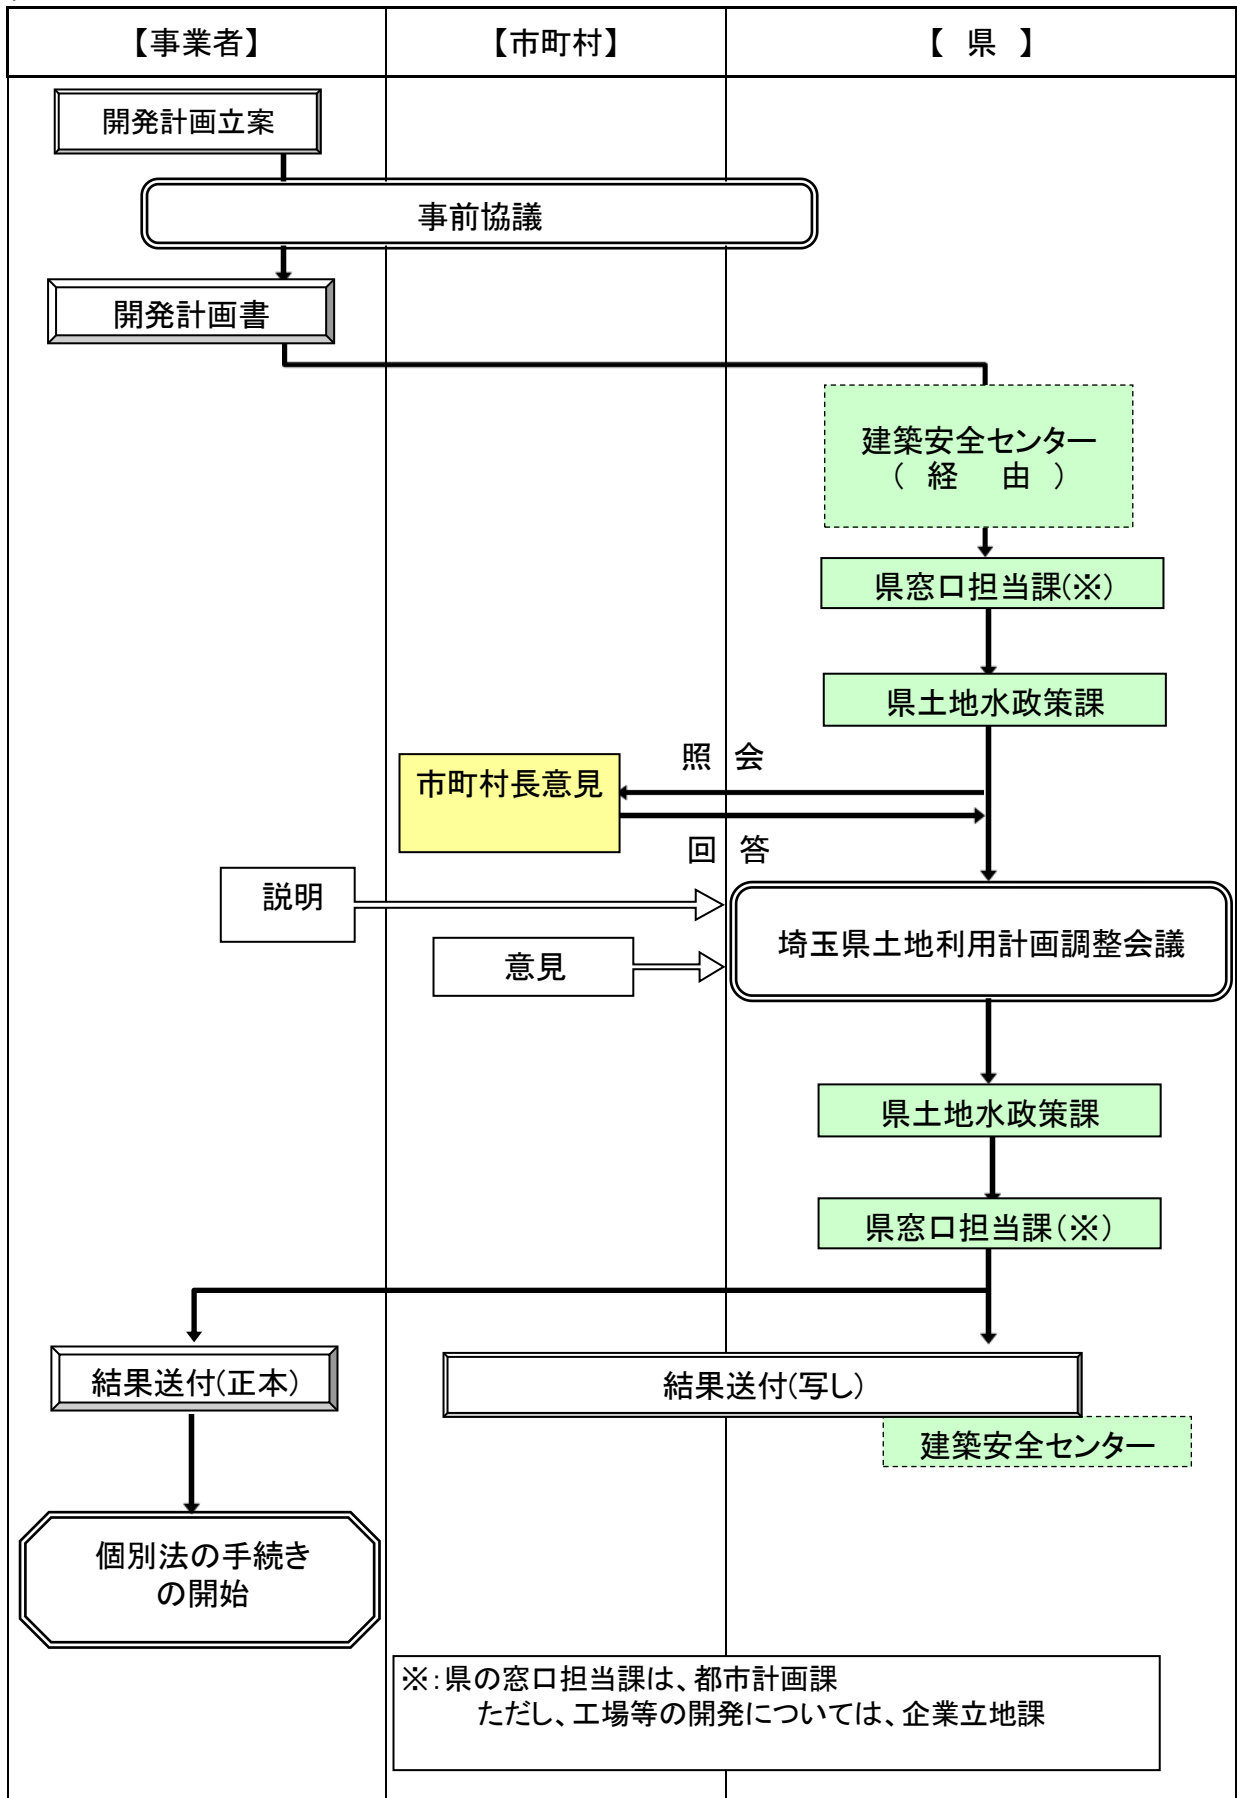 【事業者】
【市町村】
【　県　】
開発計画立案
事前協議
開発計画書
建築安全センター
（　経　　由　）
県窓口担当課(※)
県土地水政策課
照　会
市町村長意見
回　答
説明
埼玉県土地利用計画調整会議
意見
県土地水政策課
県窓口担当課(※)
結果送付(正本)
結果送付(写し)
建築安全センター
個別法の手続き
の開始
※：県の窓口担当課は、都市計画課
ただし、工場等の開発については、企業立地課